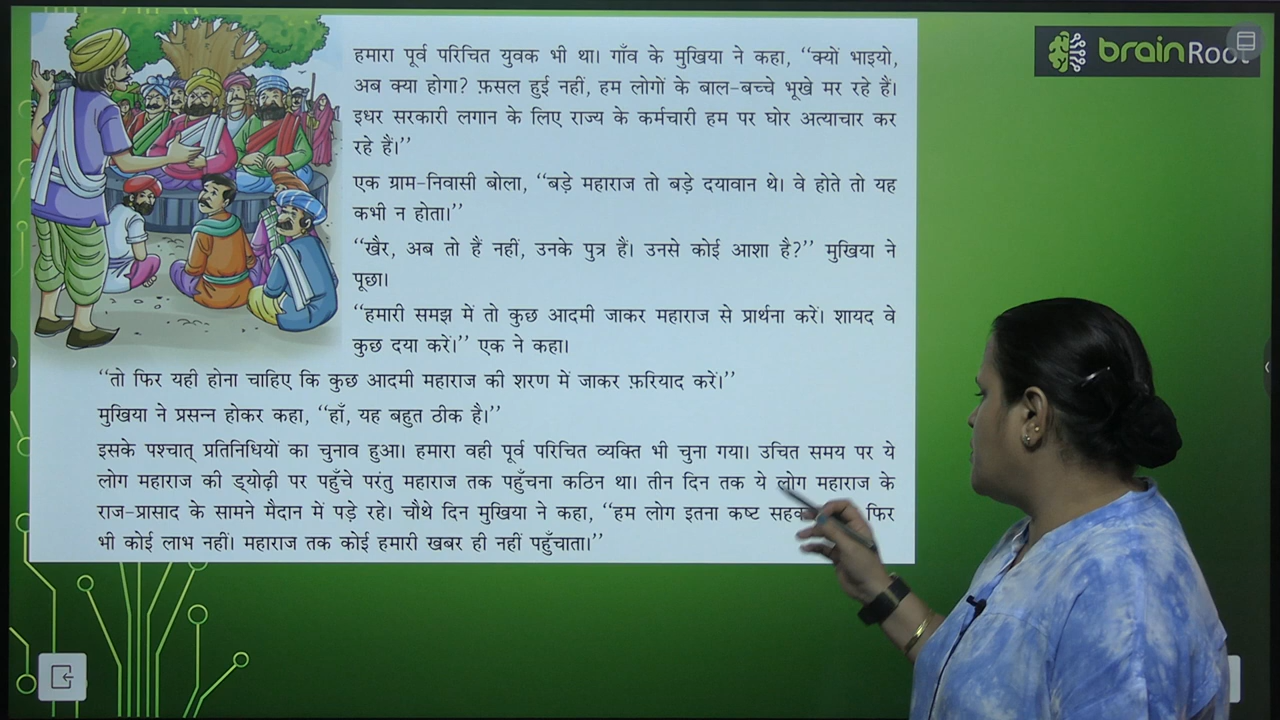 brainRoot
हमारा पूर्व परिचित युवक भी था। गाँव के मुखिया ने कहा, ‘‘क्यों भाइयो,
अब क्या होगा? फ़सल हुई नहीं, हम लोगों के बाल-बच्चे भूखे मर रहे हैं।
इधर सरकारी लगान के लिए राज्य के कर्मचारी हम पर घोर अत्याचार कर
रहे हैं।’’
एक ग्राम-निवासी बोला, ‘‘बड़े महाराज तो बड़े दयावान थे। वे होते तो यह
कभी न होता।’’
‘‘खैर, अब तो हैं नहीं, उनके पुत्र हैं। उनसे कोई आशा है?’’ मुखिया ने
पूछा।
‘‘हमारी समझ में तो कुछ आदमी जाकर महाराज से प्रार्थना करें। शायद वे
कुछ दया करें।’’ एक ने कहा।
‘‘तो फिर यही होना चाहिए कि कुछ आदमी महाराज की शरण में जाकर फ़रियाद करें।’’
मुखिया ने प्रसन्न होकर कहा, ‘‘हाँ, यह बहुत ठीक है।’’
इसके पश्चात् प्रतिनिधियों का चुनाव हुआ। हमारा वही पूर्व परिचित व्यक्ति भी चुना गया। उचित समय पर ये
लोग महाराज की ड्योढ़ी पर पहुँचे परंतु महाराज तक पहुँचना कठिन था। तीन दिन तक ये लोग महाराज के
राज-प्रासाद के सामने मैदान में पड़े रहे। चौथे दिन मुखिया ने कहा, ‘‘हम लोग इतना कष्ट फिर
भी कोई लाभ नहीं। महाराज तक कोई हमारी खबर ही नहीं पहुँचाता।’’